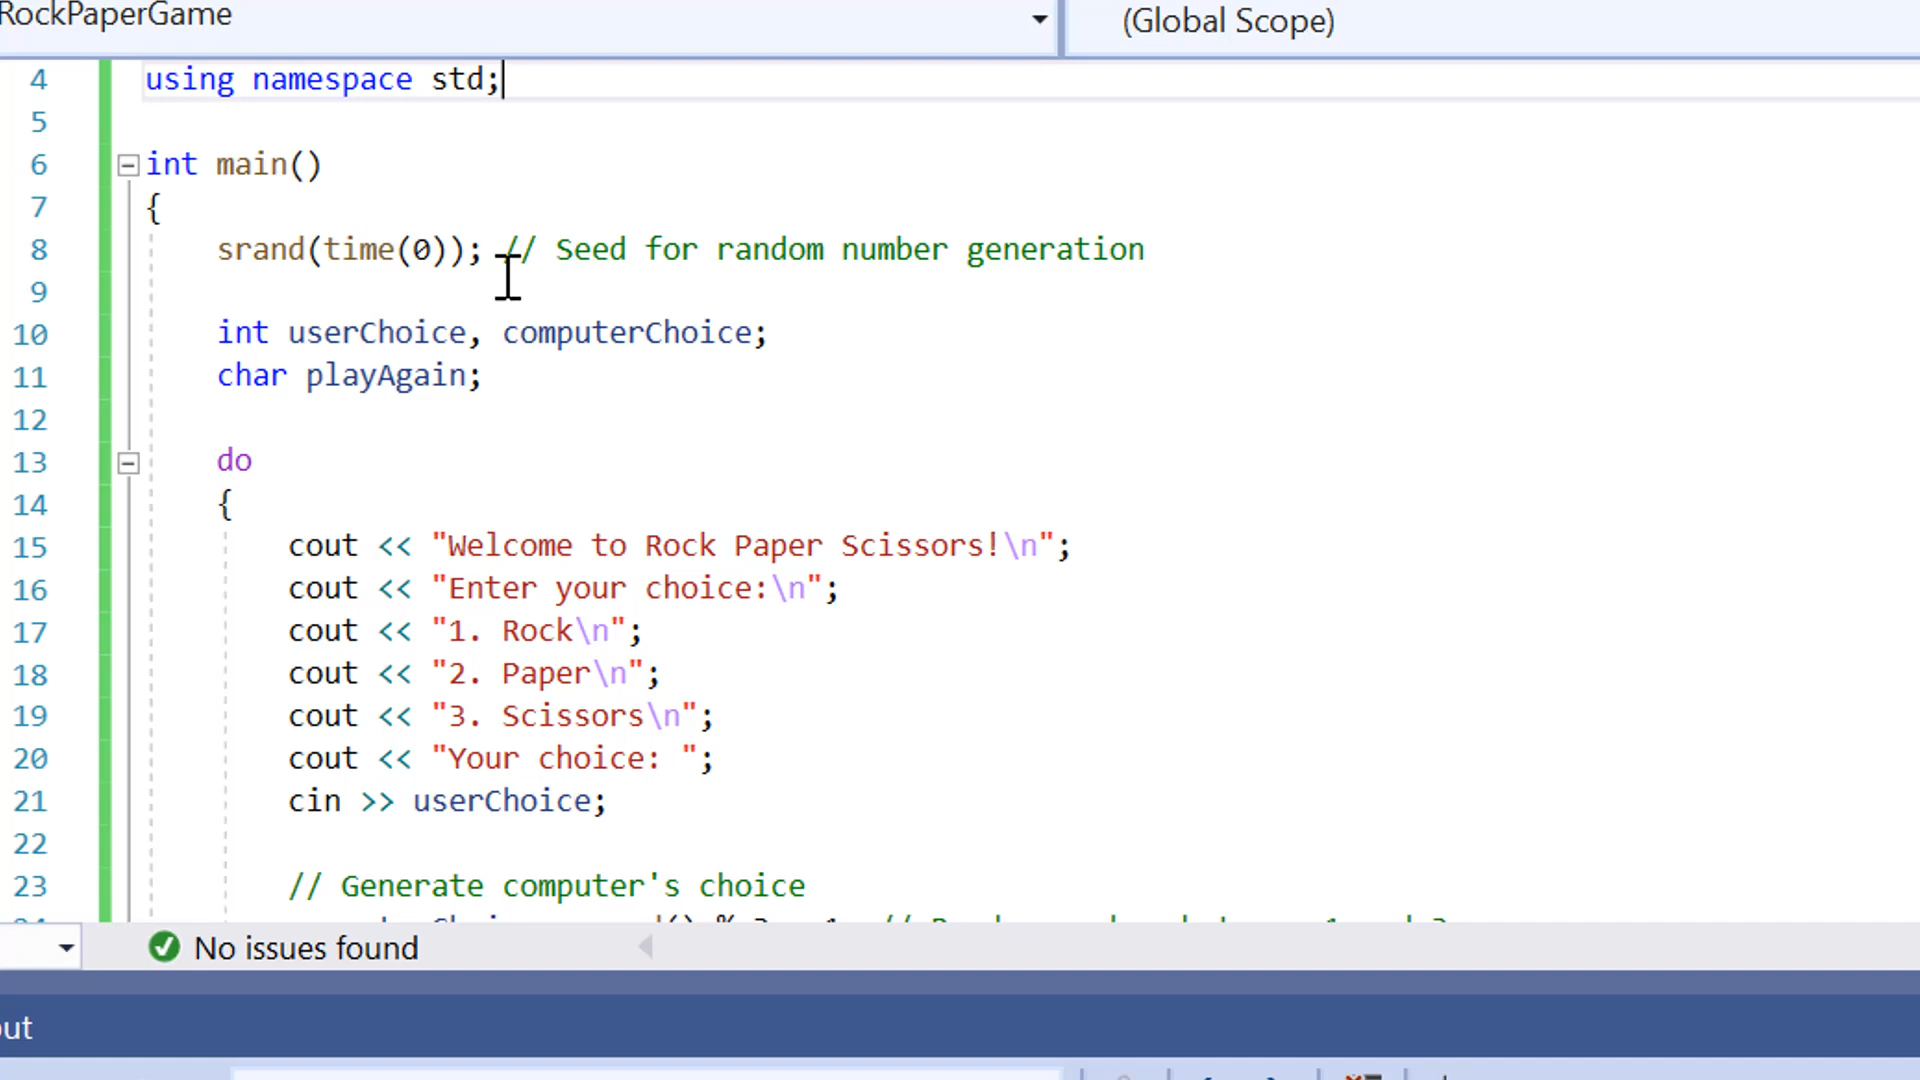 RockPaperGame
(Global Scope)
4 using namespace std;
5
6 int main()
7 {
8 srand(time(0)); // Seed for random number generation
9
10 int userChoice, computerChoice;
11 char playAgain;
12
13 do
14 {
15 cout << "Welcome to Rock Paper Scissors!\n";
16 cout << "Enter your choice:\n";
17 cout << "1. Rock\n";
18 cout << "2. Paper\n";
19 cout << "3. Scissors\n";
20 cout << "Your choice: ";
21 cin >> userChoice;
22
23 // Generate computer's choice
No issues found
out